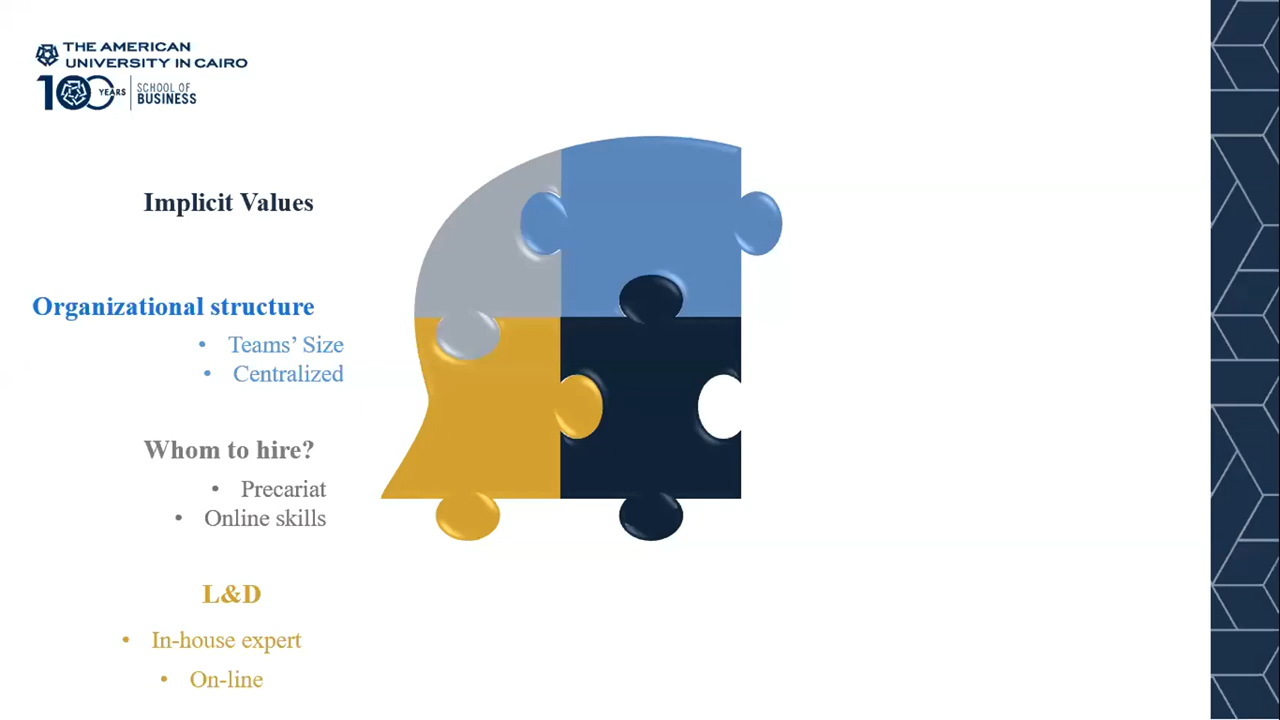 THE AMERICAN
UNIVERSITY IN CAIRO
100 YEARS
SCHOOL OF
BUSINESS
Implicit Values
Organizational structure
• Teams’ Size
• Centralized
Whom to hire?
• Precariat
• Online skills
L&D
• In-house expert
• On-line